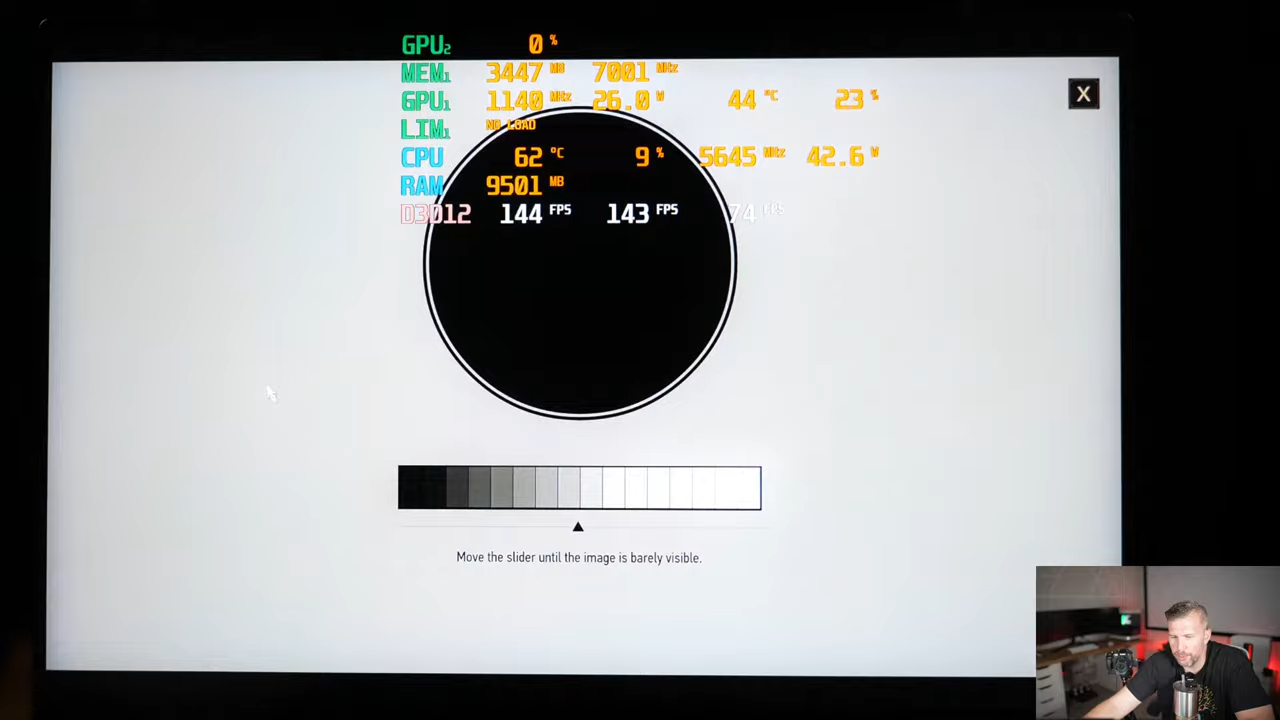 GPU2 0 %
MEM1 3447 MB 7001 MHz
GPU1 1140 MHz 26.0 W 44 °C 23 %
LIM1 NO LOAD
CPU 62 °C 9 % 5645 MHz 42.6 W
RAM 9501 MB
D3D12 144 FPS 143 FPS 74 FPS
X
Move the slider until the image is barely visible.